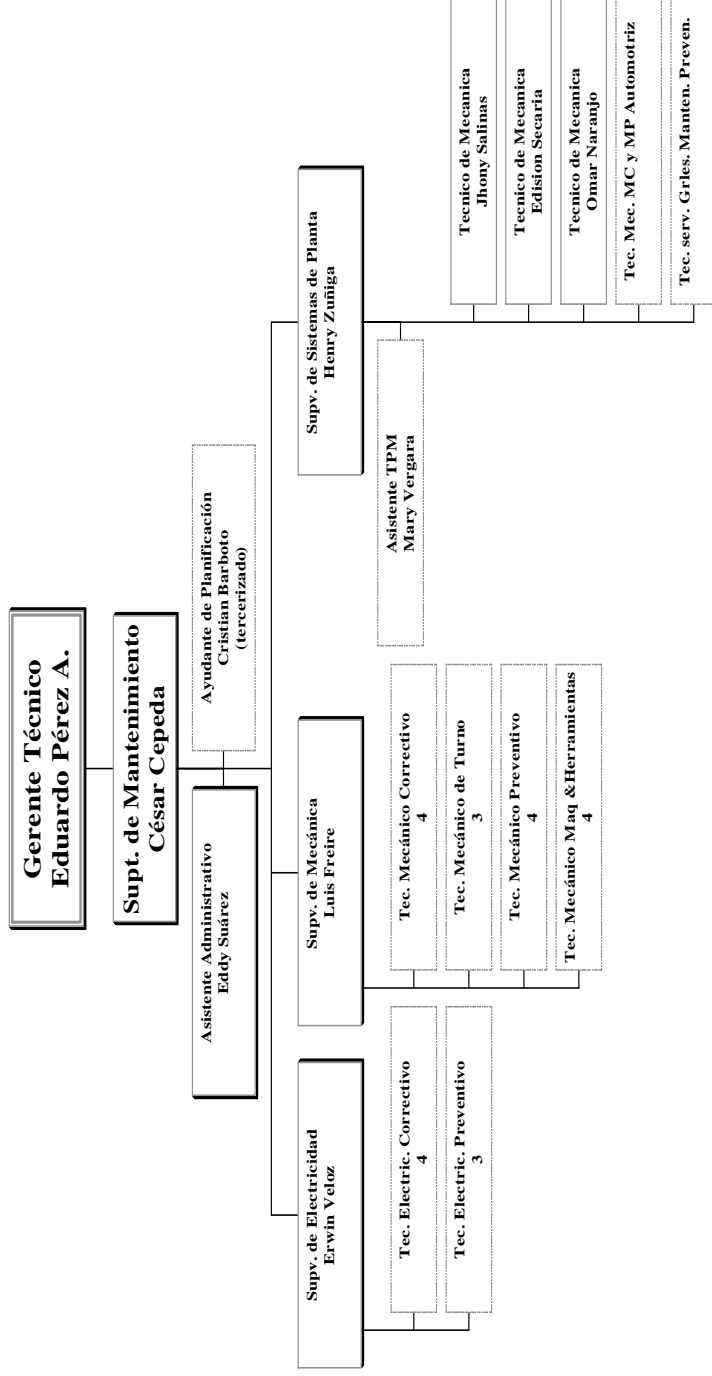 Gerente Técnico
Eduardo Pérez A.
Supt. de Mantenimiento
César Cepeda
Asistente Administrativo
Eddy Suárez
Ayudante de Planificación
Cristian Barboto
(tercerizado)
Supv. de Electricidad
Erwin Veloz
Tec. Electric. Correctivo
4
Tec. Electric. Preventivo
3
Supv. de Mecánica
Luis Freire
Tec. Mecánico Correctivo
4
Tec. Mecánico de Turno
3
Tec. Mecánico Preventivo
4
Tec. Mecánico Maq &Herramientas
4
Supv. de Sistemas de Planta
Henry Zuñiga
Asistente TPM
Mary Vergara
Tecnico de Mecanica
Jhony Salinas
Tecnico de Mecanica
Edision Secaria
Tecnico de Mecanica
Omar Naranjo
Tec. Mec. MC y MP Automotriz
Tec. serv. Grles. Manten. Preven.